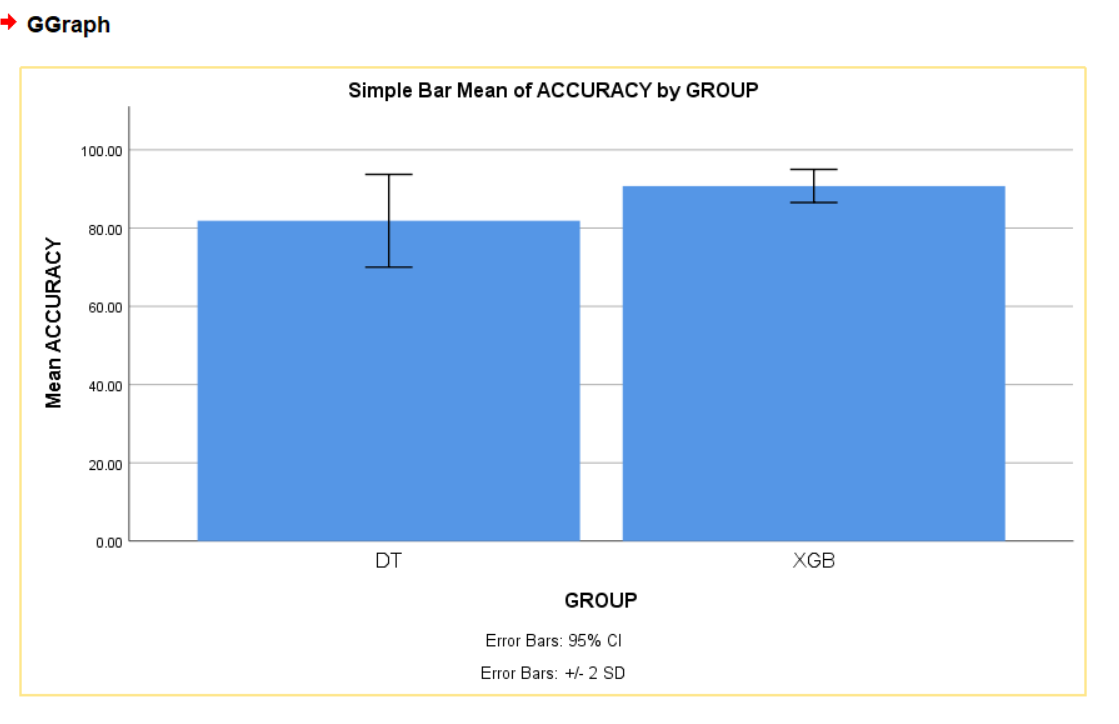 GGraph
Simple Bar Mean of ACCURACY by GROUP
100.00
80.00
60.00
40.00
20.00
0.00
Mean ACCURACY
DT
XGB
GROUP
Error Bars: 95% CI
Error Bars: +/- 2 SD